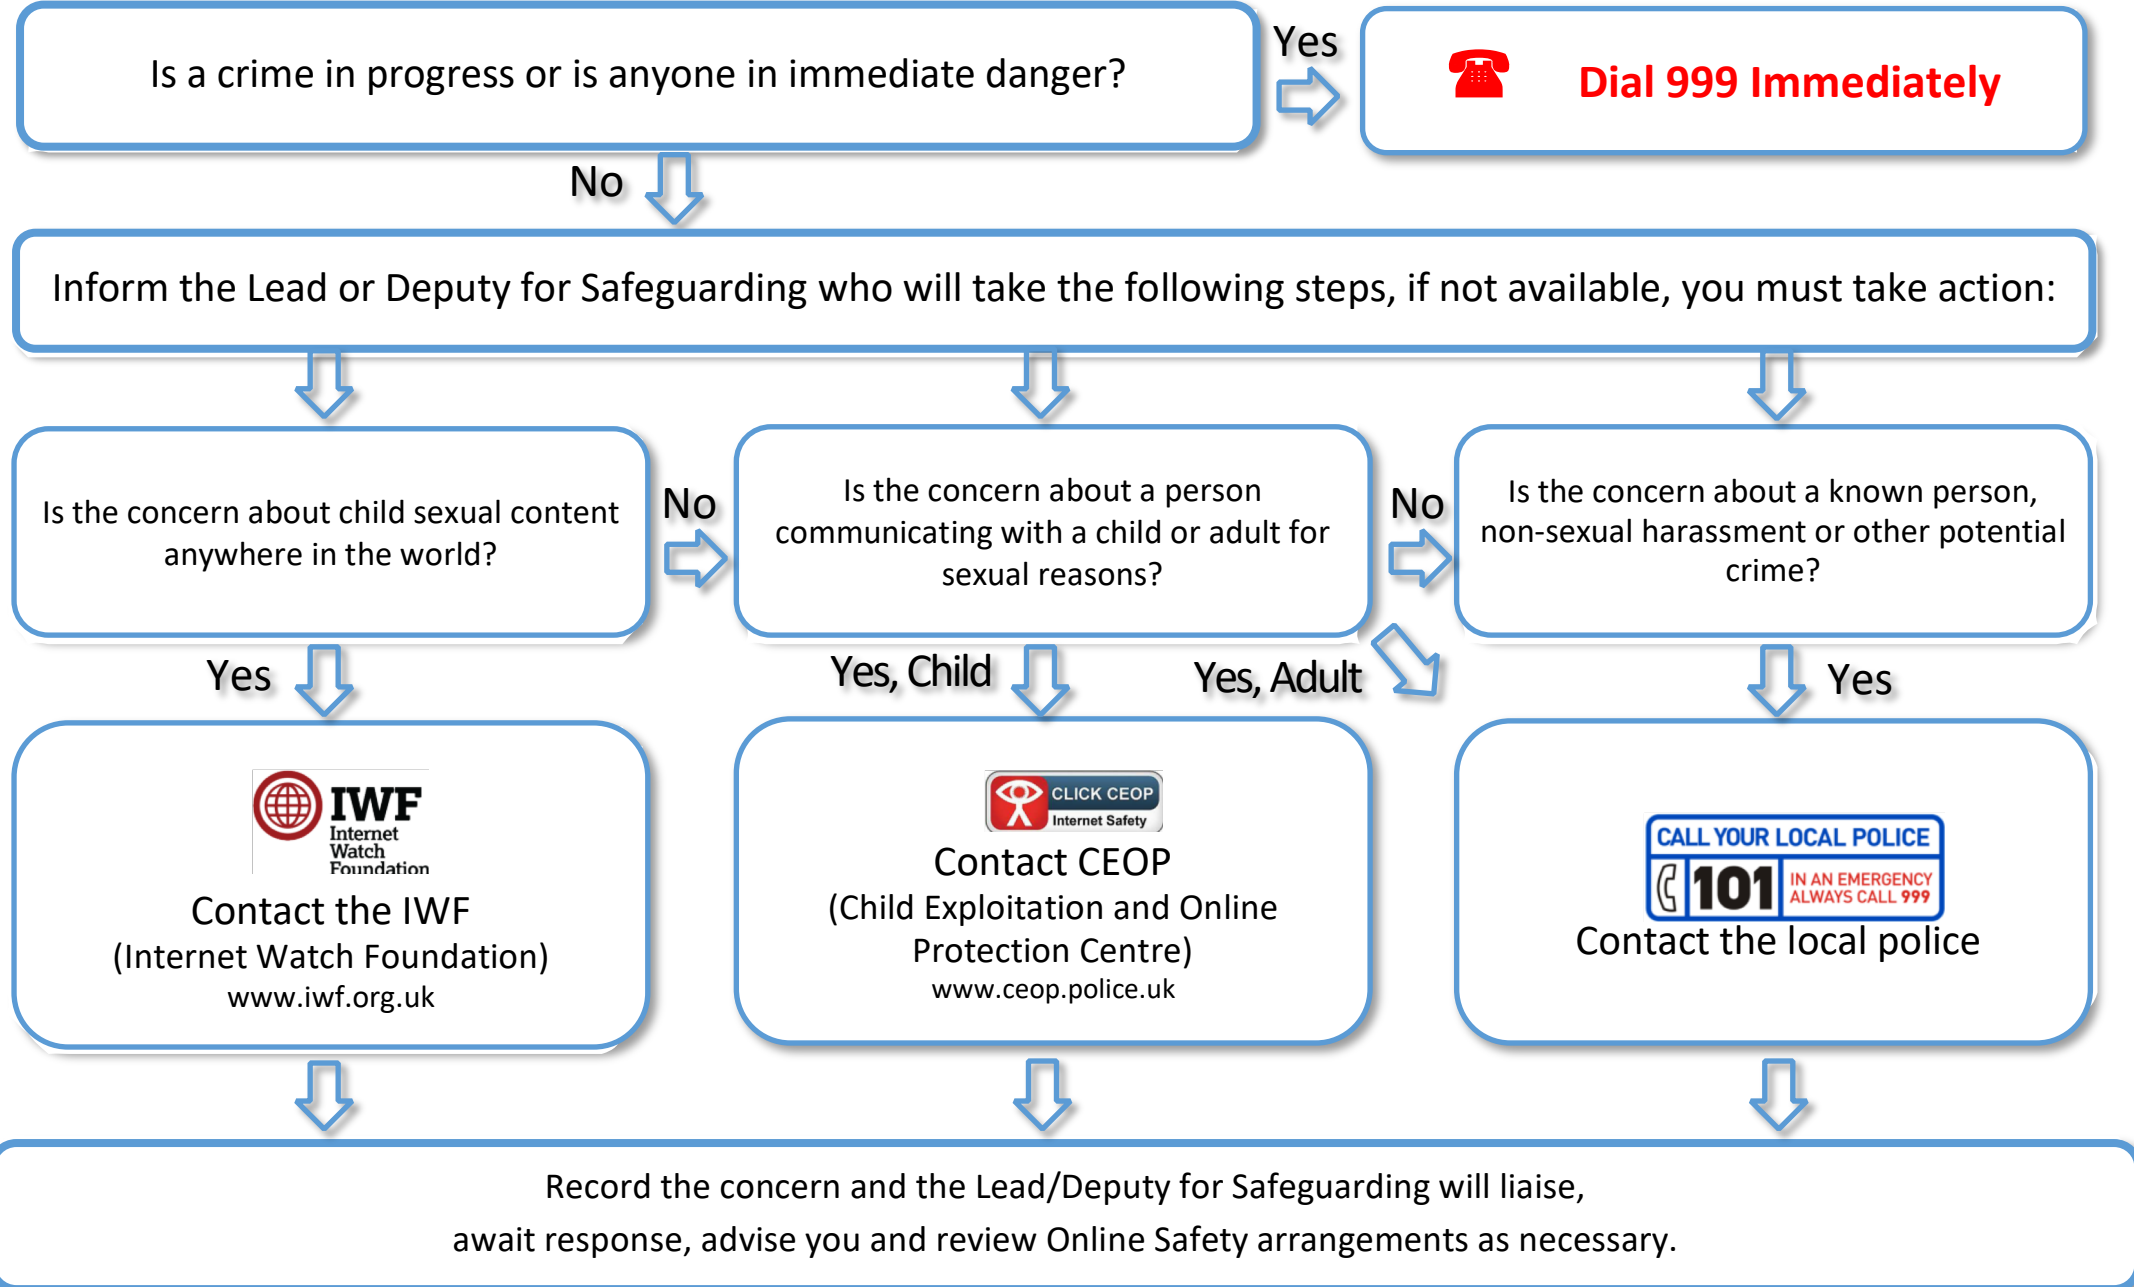 Is a crime in progress or is anyone in immediate danger?
Yes
Dial 999 Immediately
No
Inform the Lead or Deputy for Safeguarding who will take the following steps, if not available, you must take action:
Is the concern about child sexual content
anywhere in the world?
No
Is the concern about a person
communicating with a child or adult for
sexual reasons?
No
Is the concern about a known person,
non-sexual harassment or other potential
crime?
Yes
Yes, Child
Yes, Adult
Yes
IWF
Internet
Watch
Foundation
Contact the IWF
(Internet Watch Foundation)
www.iwf.org.uk
CLICK CEOP
Internet Safety
Contact CEOP
(Child Exploitation and Online
Protection Centre)
www.ceop.police.uk
CALL YOUR LOCAL POLICE
101
IN AN EMERGENCY
ALWAYS CALL 999
Contact the local police
Record the concern and the Lead/Deputy for Safeguarding will liaise,
await response, advise you and review Online Safety arrangements as necessary.